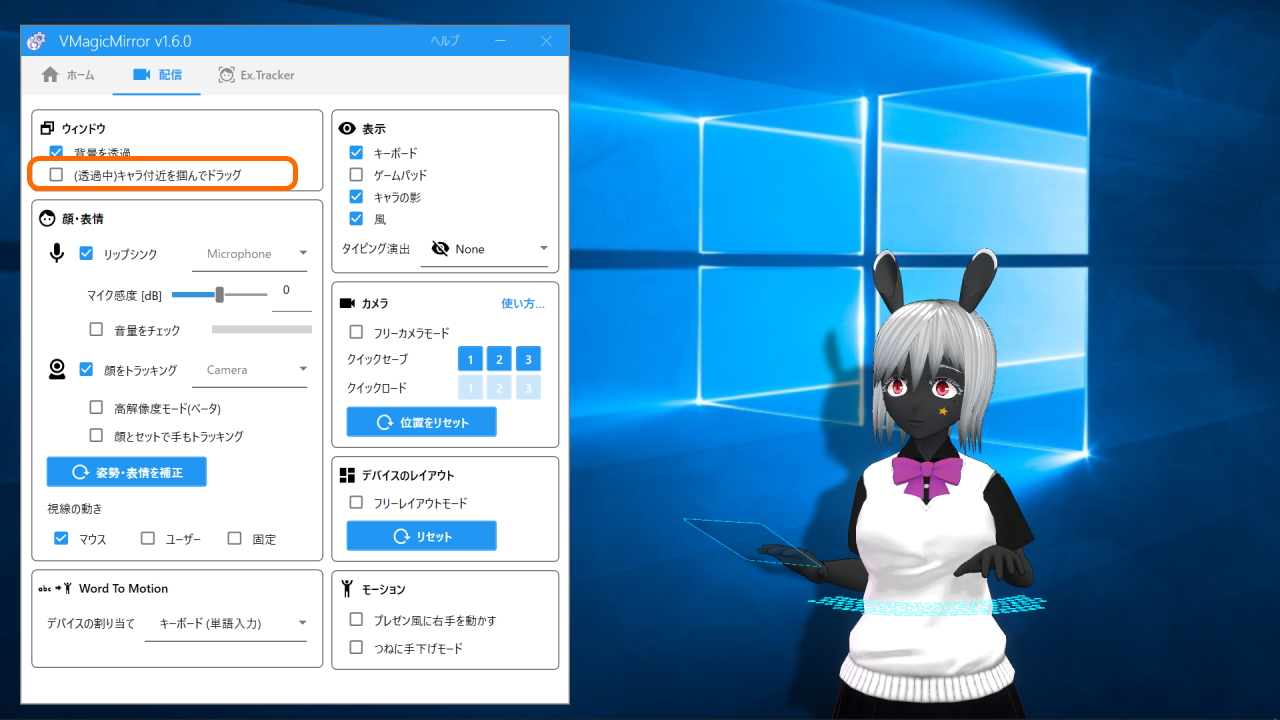 VMagicMirror v1.6.0
ヘルプ
ホーム
配信
Ex.Tracker
ウィンドウ
背景を透過
(透過中)キャラ付近を掴んでドラッグ
顔・表情
リップシンク
Microphone
マイク感度 [dB]
0
音量をチェック
顔をトラッキング
Camera
高解像度モード(ベータ)
顔とセットで手もトラッキング
姿勢・表情を補正
視線の動き
マウス
ユーザー
固定
abc
Word To Motion
デバイスの割り当て
キーボード (単語入力)
表示
キーボード
ゲームパッド
キャラの影
風
タイピング演出
None
カメラ
使い方...
フリーカメラモード
クイックセーブ
1 2 3
クイックロード
1 2 3
位置をリセット
デバイスのレイアウト
フリーレイアウトモード
リセット
モーション
プレゼン風に右手を動かす
つねに手下げモード